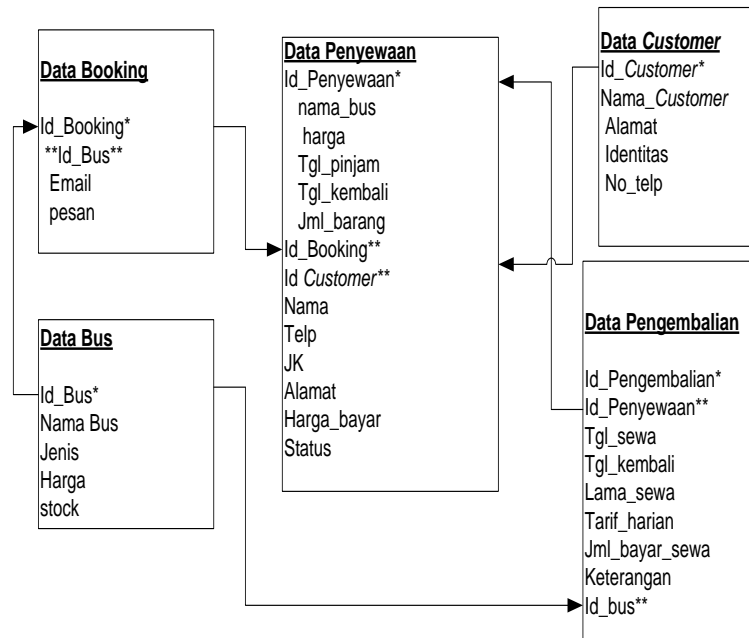 Data Booking
Id_Booking*
**Id_Bus**
Email
pesan
Data Bus
Id_Bus*
Nama Bus
Jenis
Harga
stock
Data Penyewaan
Id_Penyewaan*
nama_bus
harga
Tgl_pinjam
Tgl_kembali
Jml_barang
Id_Booking**
Id Customer**
Nama
Telp
JK
Alamat
Harga_bayar
Status
Data Customer
Id_Customer*
Nama_Customer
Alamat
Identitas
No_telp
Data Pengembalian
Id_Pengembalian*
Id_Penyewaan**
Tgl_sewa
Tgl_kembali
Lama_sewa
Tarif_harian
Jml_bayar_sewa
Keterangan
Id_bus**